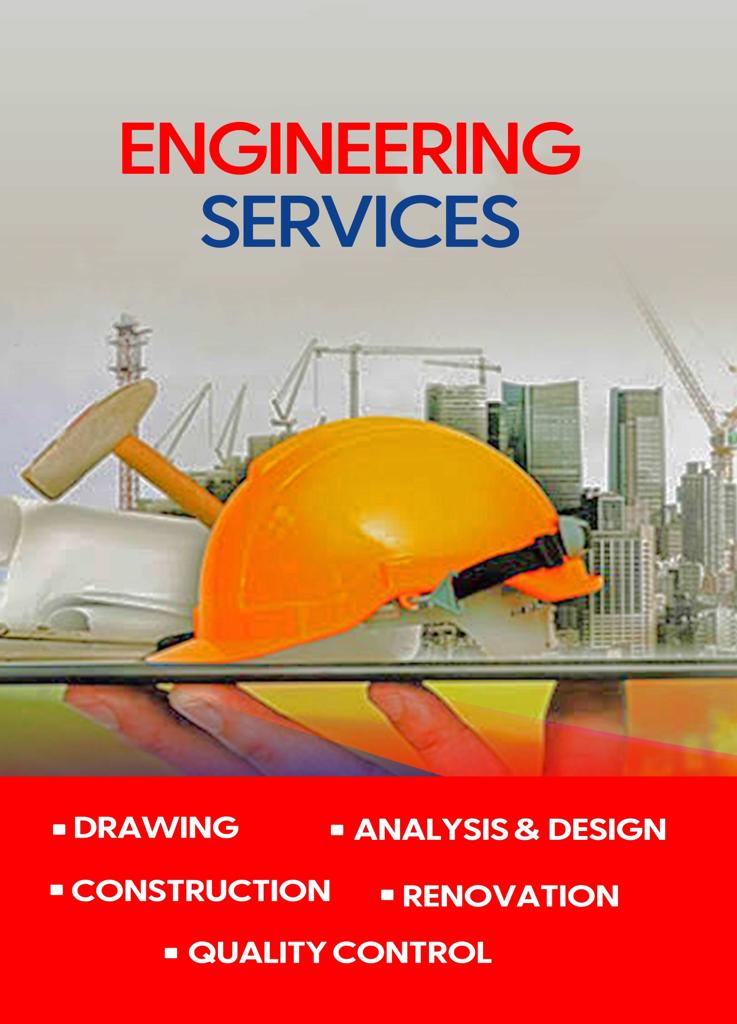 ENGINEERING
SERVICES
▪ DRAWING
▪ ANALYSIS & DESIGN
▪ CONSTRUCTION
▪ RENOVATION
▪ QUALITY CONTROL